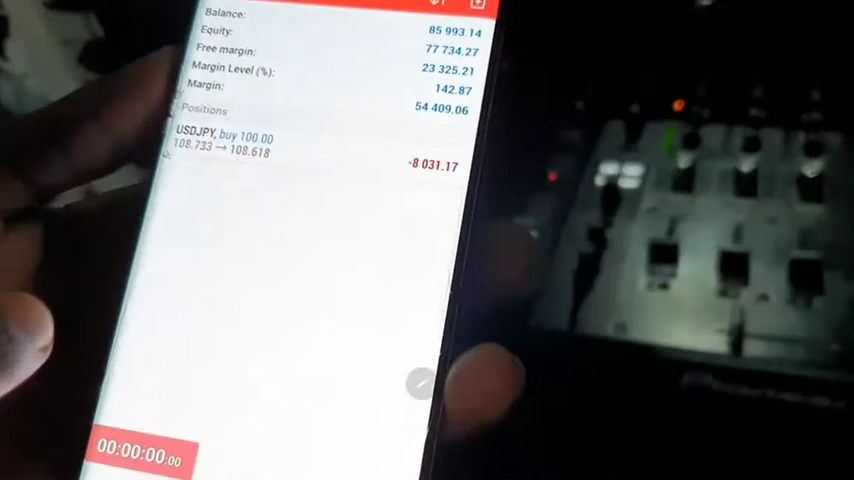 Balance: 85 993.14
Equity: 77 734.27
Free margin: 23 325.21
Margin Level (%): 142.87
Margin: 54 409.06
Positions
USDJPY, buy 100.00
108.733 → 108.618 -8 031.17
00:00:00:00